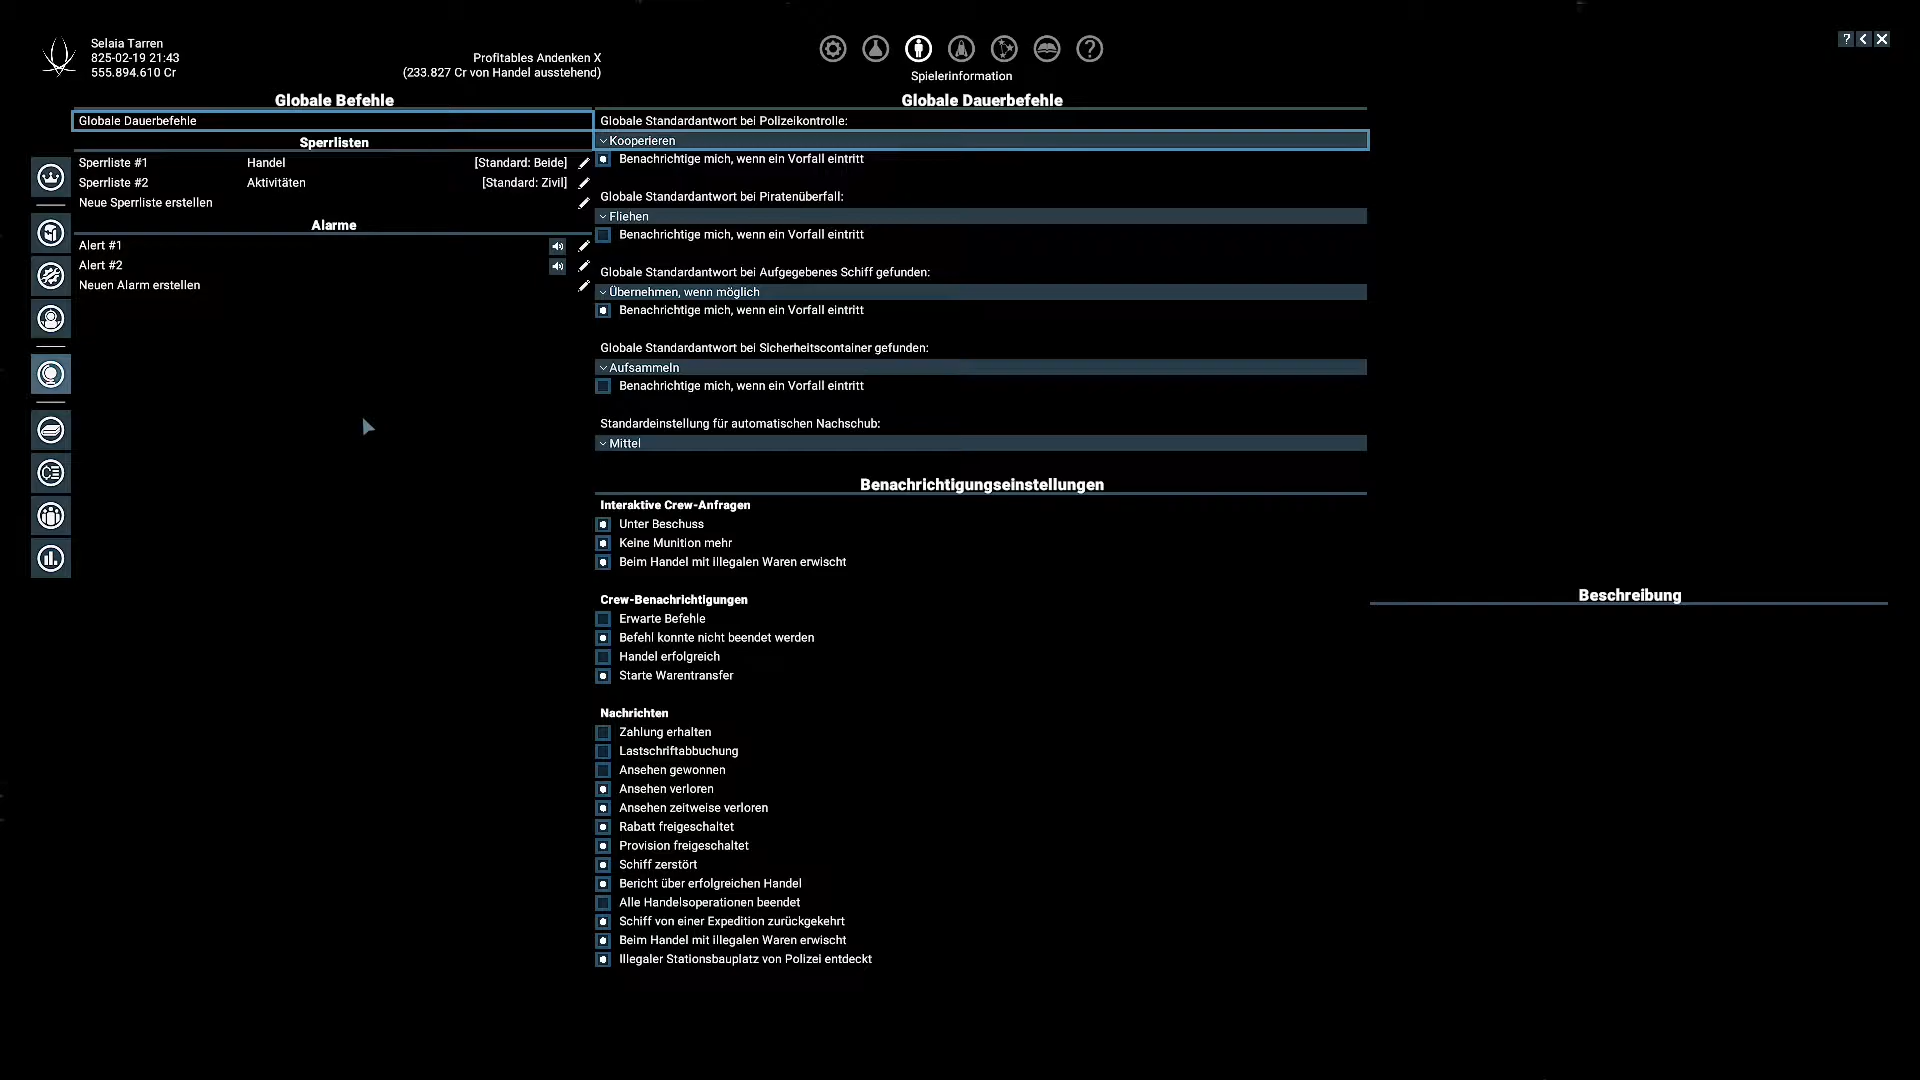 Selaia Tarren
825-02-19 21:43
555.894.610 Cr
Profitables Andenken X
(233.827 Cr von Handel ausstehend)
Spielerinformation
? < X
Globale Befehle
Globale Dauerbefehle
Sperrlisten
Sperrliste #1 Handel [Standard: Beide]
Sperrliste #2 Aktivitäten [Standard: Zivil]
Neue Sperrliste erstellen
Alarme
Alert #1
Alert #2
Neuen Alarm erstellen
Globale Dauerbefehle
Globale Standardantwort bei Polizeikontrolle:
Kooperieren
Benachrichtige mich, wenn ein Vorfall eintritt
Globale Standardantwort bei Piratenüberfall:
Fliehen
Benachrichtige mich, wenn ein Vorfall eintritt
Globale Standardantwort bei Aufgegebenes Schiff gefunden:
Übernehmen, wenn möglich
Benachrichtige mich, wenn ein Vorfall eintritt
Globale Standardantwort bei Sicherheitscontainer gefunden:
Aufsammeln
Benachrichtige mich, wenn ein Vorfall eintritt
Standardeinstellung für automatischen Nachschub:
Mittel
Benachrichtigungseinstellungen
Interaktive Crew-Anfragen
Unter Beschuss
Keine Munition mehr
Beim Handel mit illegalen Waren erwischt
Crew-Benachrichtigungen
Erwarte Befehle
Befehl konnte nicht beendet werden
Handel erfolgreich
Starte Warentransfer
Nachrichten
Zahlung erhalten
Lastschriftabbuchung
Ansehen gewonnen
Ansehen verloren
Ansehen zeitweise verloren
Rabatt freigeschaltet
Provision freigeschaltet
Schiff zerstört
Bericht über erfolgreichen Handel
Alle Handelsoperationen beendet
Schiff von einer Expedition zurückgekehrt
Beim Handel mit illegalen Waren erwischt
Illegaler Stationsbauplatz von Polizei entdeckt
Beschreibung